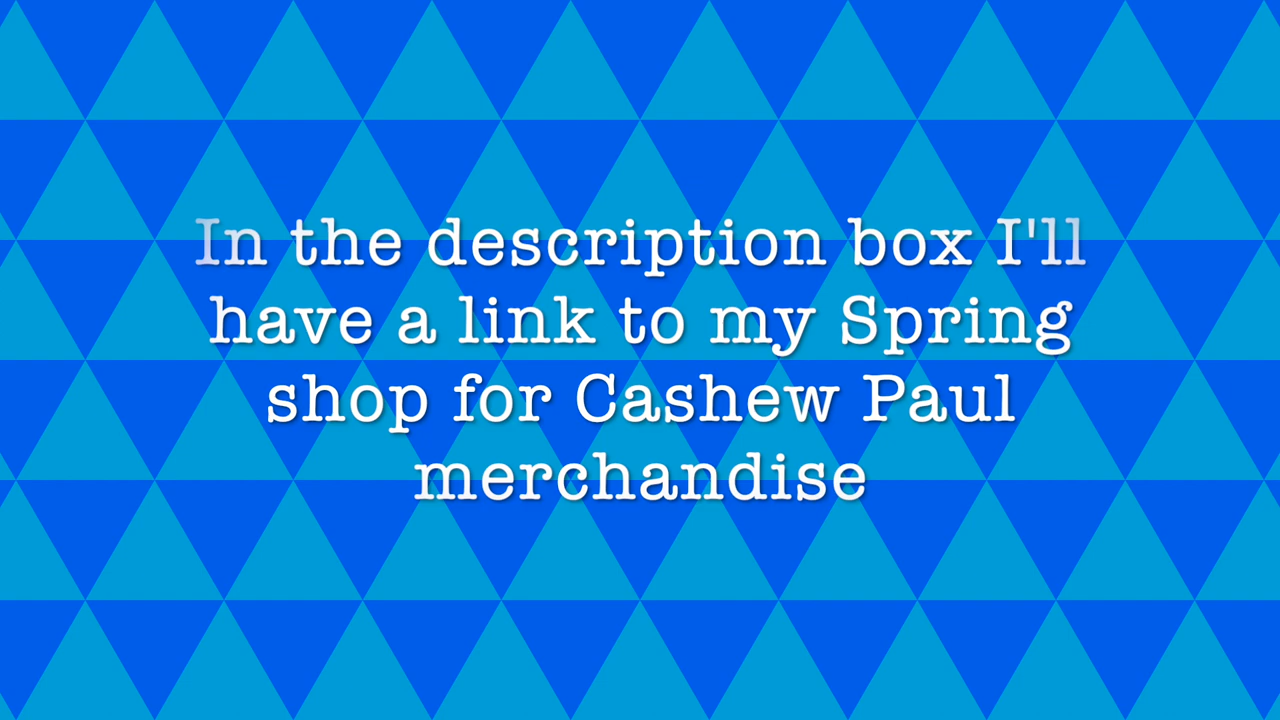 In the description box I'll
have a link to my Spring
shop for Cashew Paul
merchandise